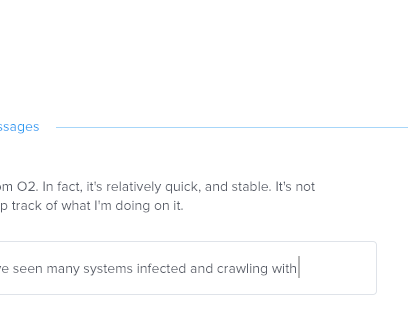 ssages
om O2. In fact, it's relatively quick, and stable. It's not
p track of what I'm doing on it.
've seen many systems infected and crawling with